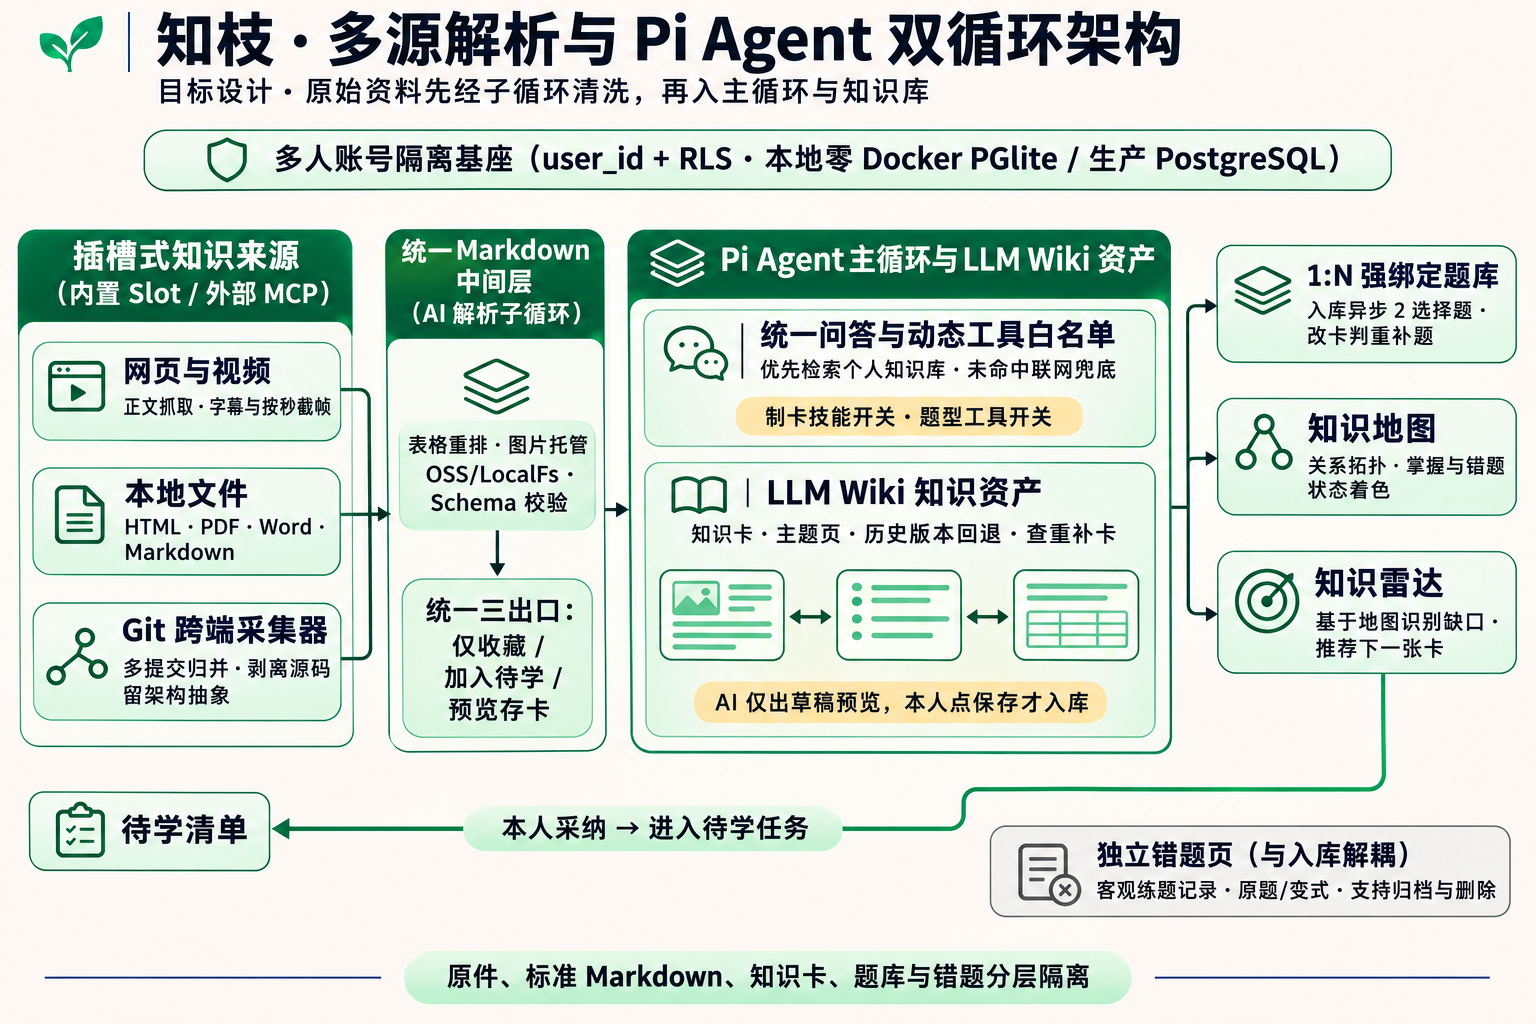 知枝·多源解析与 Pi Agent 双循环架构
目标设计·原始资料先经子循环清洗，再入主循环与知识库
多人账号隔离基座（user_id + RLS·本地零 Docker PGlite / 生产 PostgreSQL）
插槽式知识来源
（内置 Slot / 外部 MCP）
网页与视频
正文抓取·字幕与按秒截帧
本地文件
HTML·PDF·Word·
Markdown
Git 跨端采集器
多提交归并·剥离源码
留架构抽象
统一 Markdown
中间层
（AI 解析子循环）
表格重排·图片托管
OSS/LocalFs·
Schema 校验
统一三出口：
仅收藏 /
加入待学 /
预览存卡
Pi Agent 主循环与 LLM Wiki 资产
统一问答与动态工具白名单
优先检索个人知识库·未命中联网兜底
制卡技能开关·题型工具开关
LLM Wiki 知识资产
知识卡·主题页·历史版本回退·查重补卡
AI 仅出草稿预览，本人点保存才入库
1:N 强绑定题库
入库异步 2 选择题·
改卡判重补题
知识地图
关系拓扑·掌握与错题
状态着色
知识雷达
基于地图识别缺口·
推荐下一张卡
待学清单
本人采纳 → 进入待学任务
独立错题页（与入库解耦）
客观练题记录·原题/变式·支持归档与删除
原件、标准 Markdown、知识卡、题库与错题分层隔离